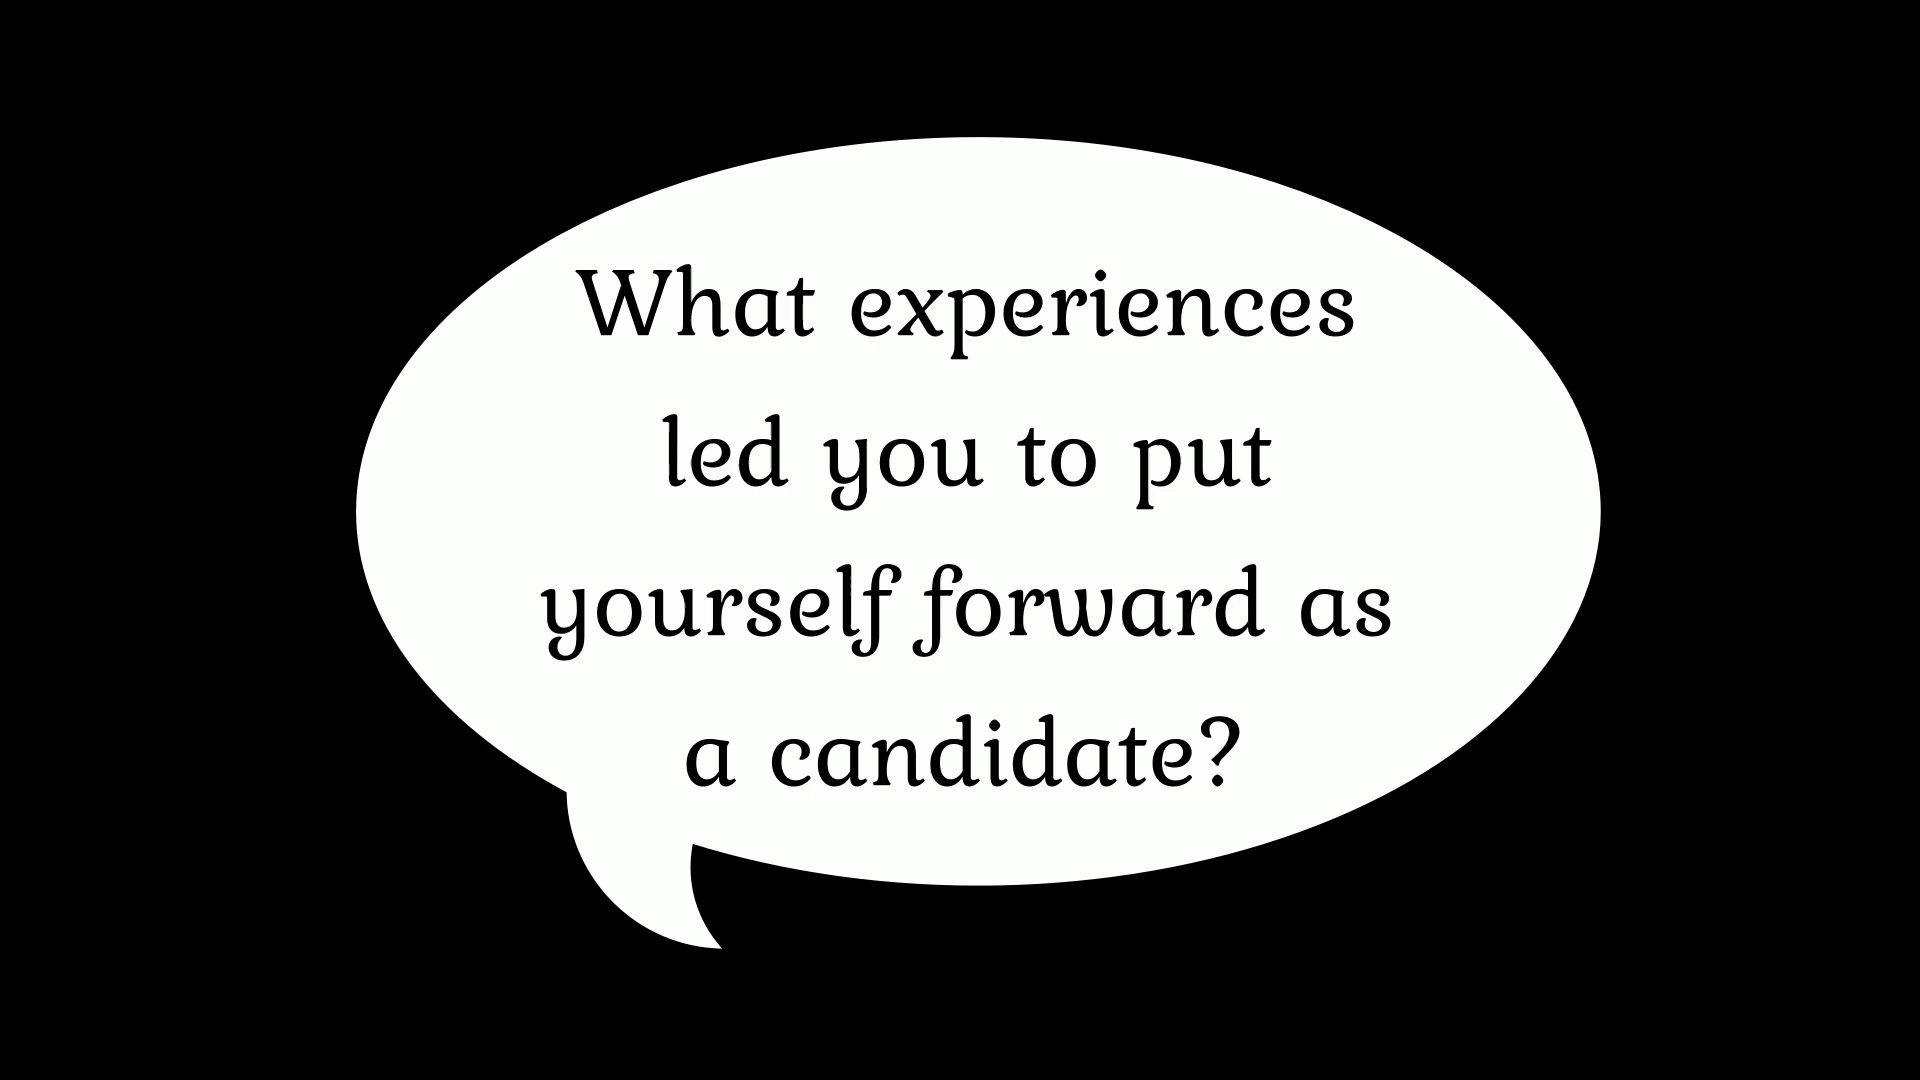 What experiences
led you to put
yourself forward as
a candidate?